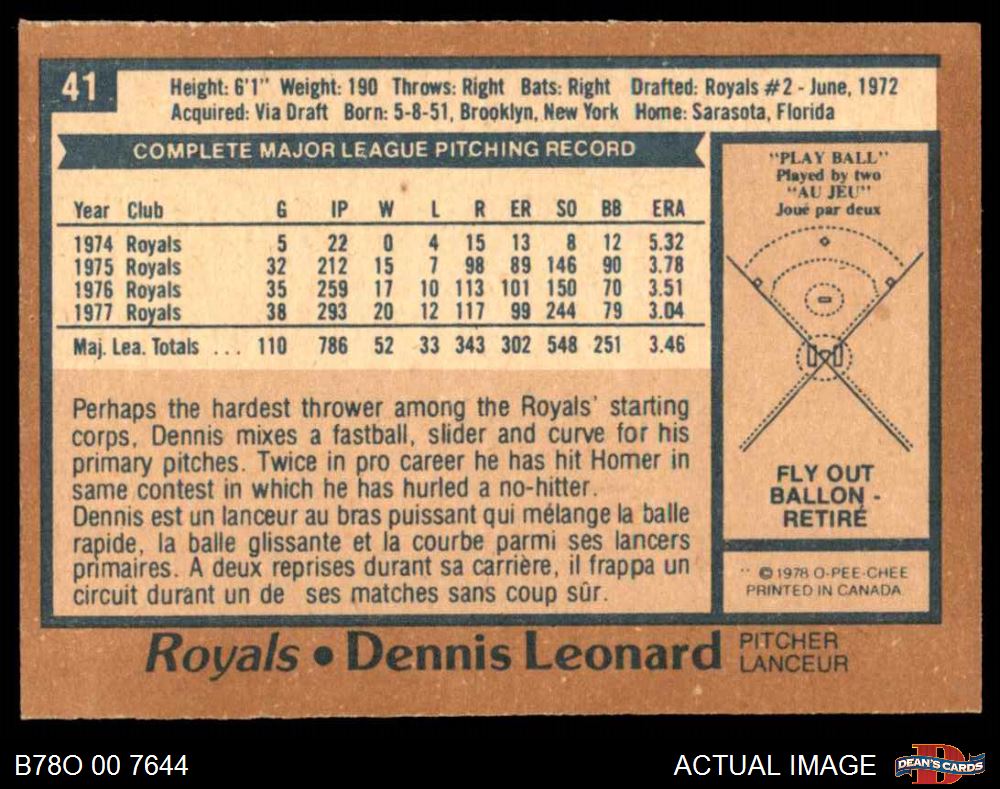 41
Height: 6'1" Weight: 190 Throws: Right Bats: Right Drafted: Royals #2 - June, 1972
Acquired: Via Draft Born: 5-8-51, Brooklyn, New York Home: Sarasota, Florida
COMPLETE MAJOR LEAGUE PITCHING RECORD
Year Club G IP W L R ER SO BB ERA
1974 Royals 5 22 0 4 15 13 8 12 5.32
1975 Royals 32 212 15 7 98 89 146 90 3.78
1976 Royals 35 259 17 10 113 101 150 70 3.51
1977 Royals 38 293 20 12 117 99 244 79 3.04
Maj. Lea. Totals ... 110 786 52 33 343 302 548 251 3.46
Perhaps the hardest thrower among the Royals' starting
corps, Dennis mixes a fastball, slider and curve for his
primary pitches. Twice in pro career he has hit Homer in
same contest in which he has hurled a no-hitter.
Dennis est un lanceur au bras puissant qui mélange la balle
rapide, la balle glissante et la courbe parmi ses lancers
primaires. A deux reprises durant sa carrière, il frappa un
circuit durant un de ses matches sans coup sûr.
"PLAY BALL"
Played by two
"AU JEU"
Joué par deux
FLY OUT
BALLON -
RETIRÉ
© 1978 O-PEE-CHEE
PRINTED IN CANADA
Royals • Dennis Leonard
PITCHER
LANCEUR
B78O 00 7644
ACTUAL IMAGE
DEAN'S CARDS